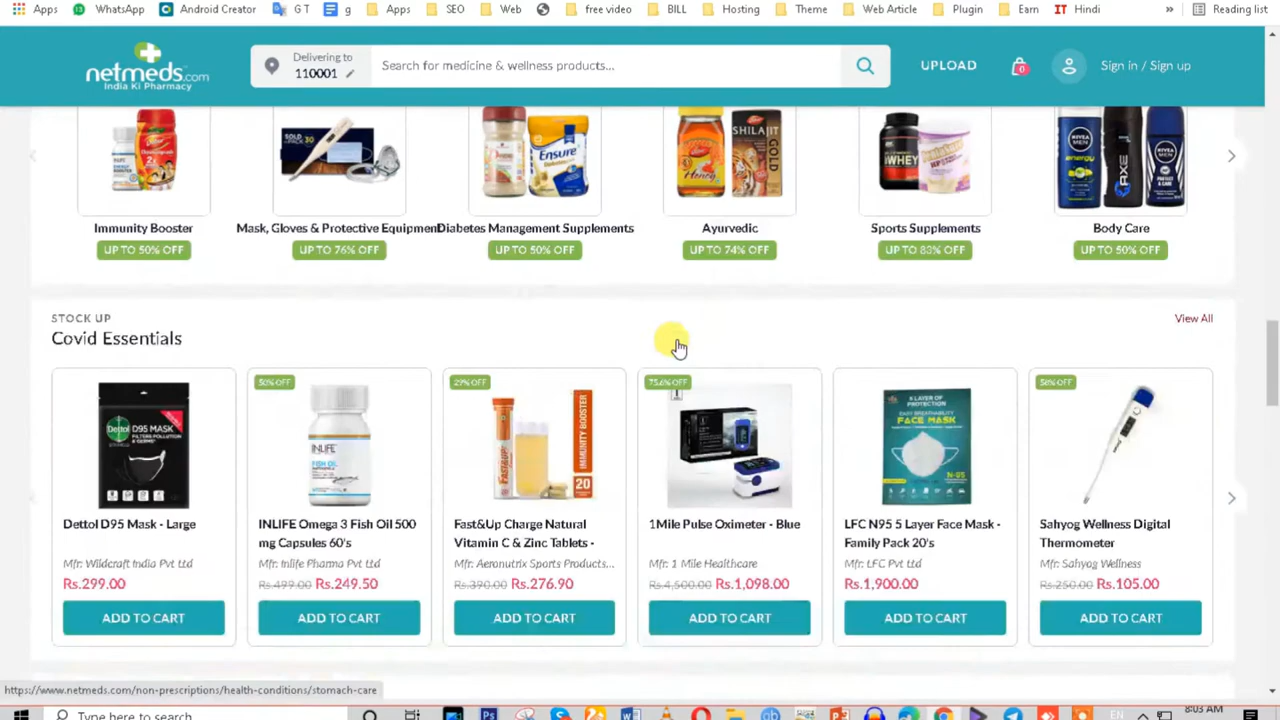 Apps WhatsApp Android Creator G T g Apps SEO Web free video BILL Hosting Theme Web Article Plugin Earn IT Hindi » Reading list
netmeds.com
India Ki Pharmacy
Delivering to
110001
Search for medicine & wellness products...
UPLOAD
0
Sign in / Sign up
Immunity Booster Mask, Gloves & Protective Equipment Diabetes Management Supplements Ayurvedic Sports Supplements Body Care
UP TO 50% OFF UP TO 76% OFF UP TO 50% OFF UP TO 74% OFF UP TO 83% OFF UP TO 50% OFF
STOCK UP
View All
Covid Essentials
50% OFF 29% OFF 75.6% OFF 58% OFF
Dettol D95 Mask - Large
Mfr: Wildcraft India Pvt Ltd
Rs.299.00
ADD TO CART
INLIFE Omega 3 Fish Oil 500
mg Capsules 60's
Mfr: Inlife Pharma Pvt Ltd
Rs.499.00 Rs.249.50
ADD TO CART
Fast&Up Charge Natural
Vitamin C & Zinc Tablets -
Mfr: Aeronutrix Sports Products...
Rs.390.00 Rs.276.90
ADD TO CART
1Mile Pulse Oximeter - Blue
Mfr: 1 Mile Healthcare
Rs.4,500.00 Rs.1,098.00
ADD TO CART
LFC N95 5 Layer Face Mask -
Family Pack 20's
Mfr: LFC Pvt Ltd
Rs.1,900.00
ADD TO CART
Sahyog Wellness Digital
Thermometer
Mfr: Sahyog Wellness
Rs.250.00 Rs.105.00
ADD TO CART
https://www.netmeds.com/non-prescriptions/health-conditions/stomach-care
Type here to search
EN
8:03 AM